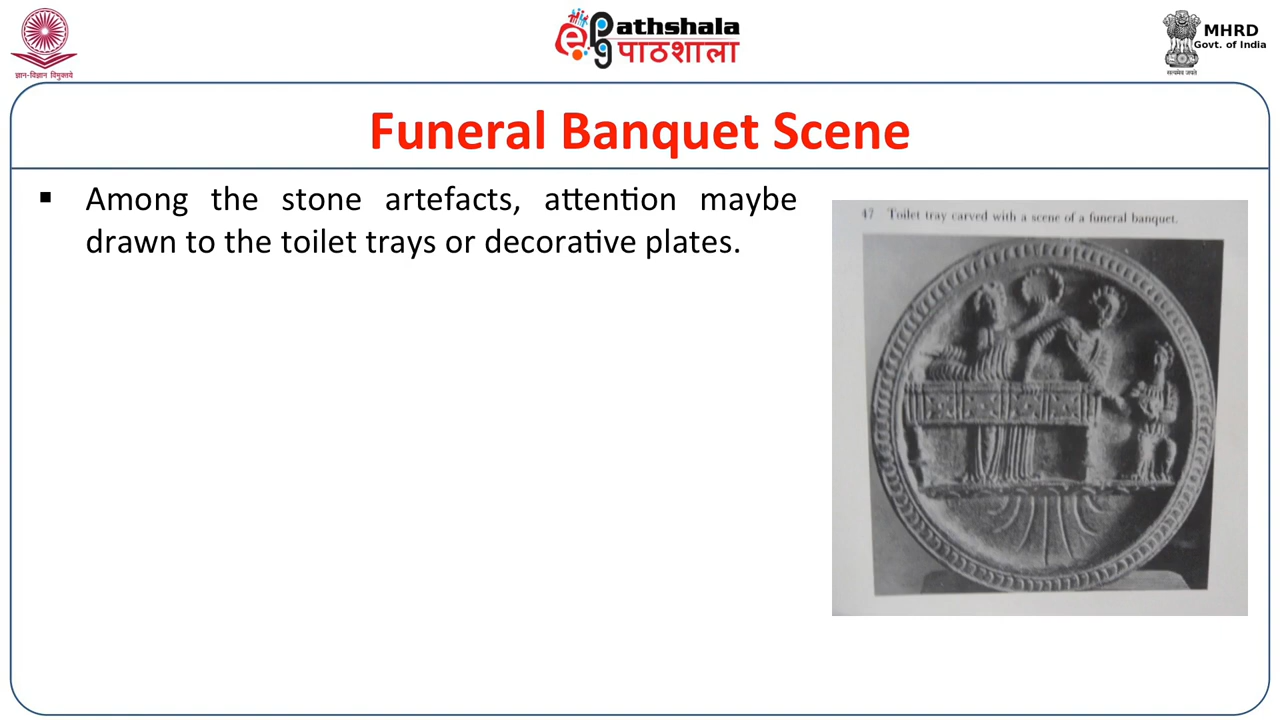 ज्ञान-विज्ञान विमुक्तये
ePathshala
पाठशाला
MHRD
Govt. of India
सत्यमेव जयते
Funeral Banquet Scene
▪ Among the stone artefacts, attention maybe
drawn to the toilet trays or decorative plates.
47 Toilet tray carved with a scene of a funeral banquet.